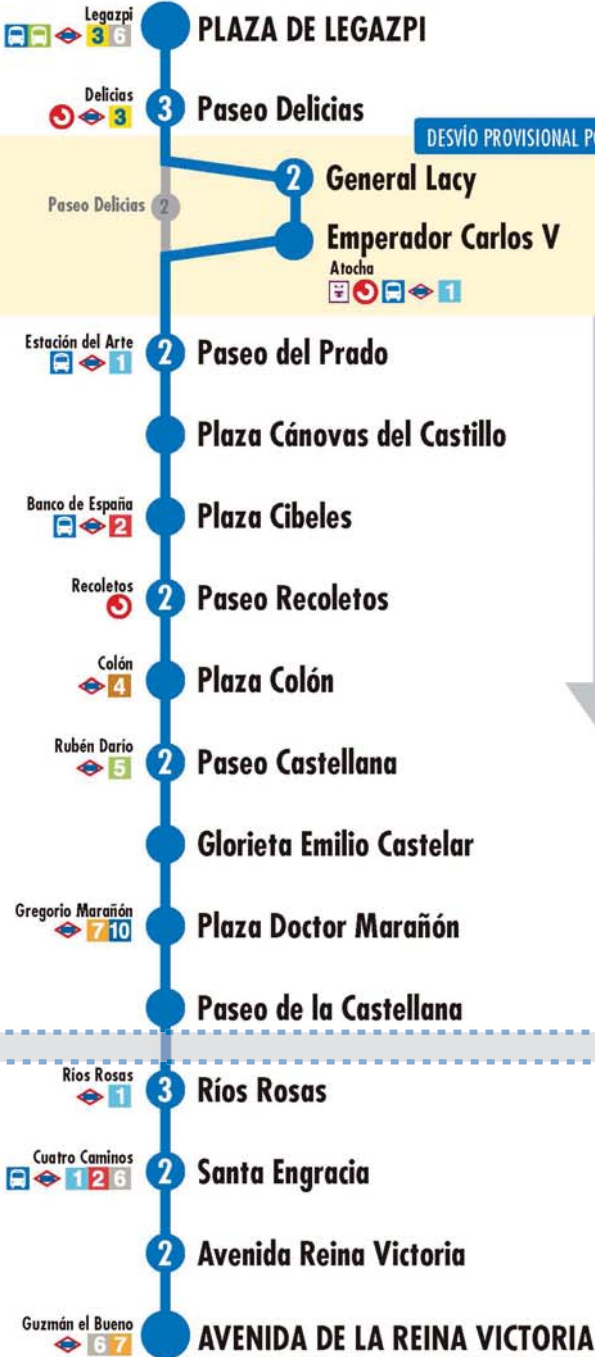 Legazpi
3 6
PLAZA DE LEGAZPI
Delicias
3
3 Paseo Delicias
DESVÍO PROVISIONAL
2 General Lacy
Paseo Delicias 2
Emperador Carlos V
Atocha
1
Estación del Arte
1
2 Paseo del Prado
Plaza Cánovas del Castillo
Banco de España
2
Plaza Cibeles
Recoletos
2 Paseo Recoletos
Colón
4
Plaza Colón
Rubén Darío
5
2 Paseo Castellana
Glorieta Emilio Castelar
Gregorio Marañón
7 10
Plaza Doctor Marañón
Paseo de la Castellana
Ríos Rosas
1
3 Ríos Rosas
Cuatro Caminos
1 2 6
2 Santa Engracia
2 Avenida Reina Victoria
Guzmán el Bueno
6 7
AVENIDA DE LA REINA VICTORIA